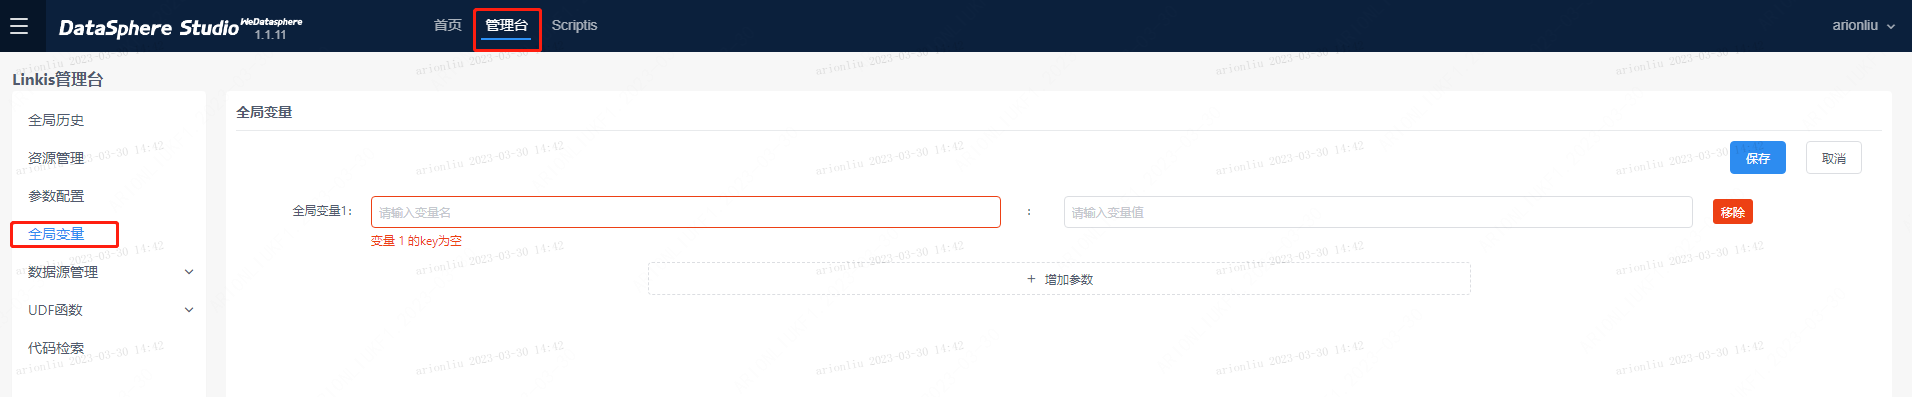 DataSphere Studio WeDatasphere 1.1.11 首页 管理台 Scriptis arionliu
Linkis管理台
全局历史
资源管理
参数配置
全局变量
数据源管理
UDF函数
代码检索
全局变量
保存 取消
全局变量1: 请输入变量名 : 请输入变量值 移除
变量 1 的key为空
+ 增加参数
arionliu 2023-03-30 14:42